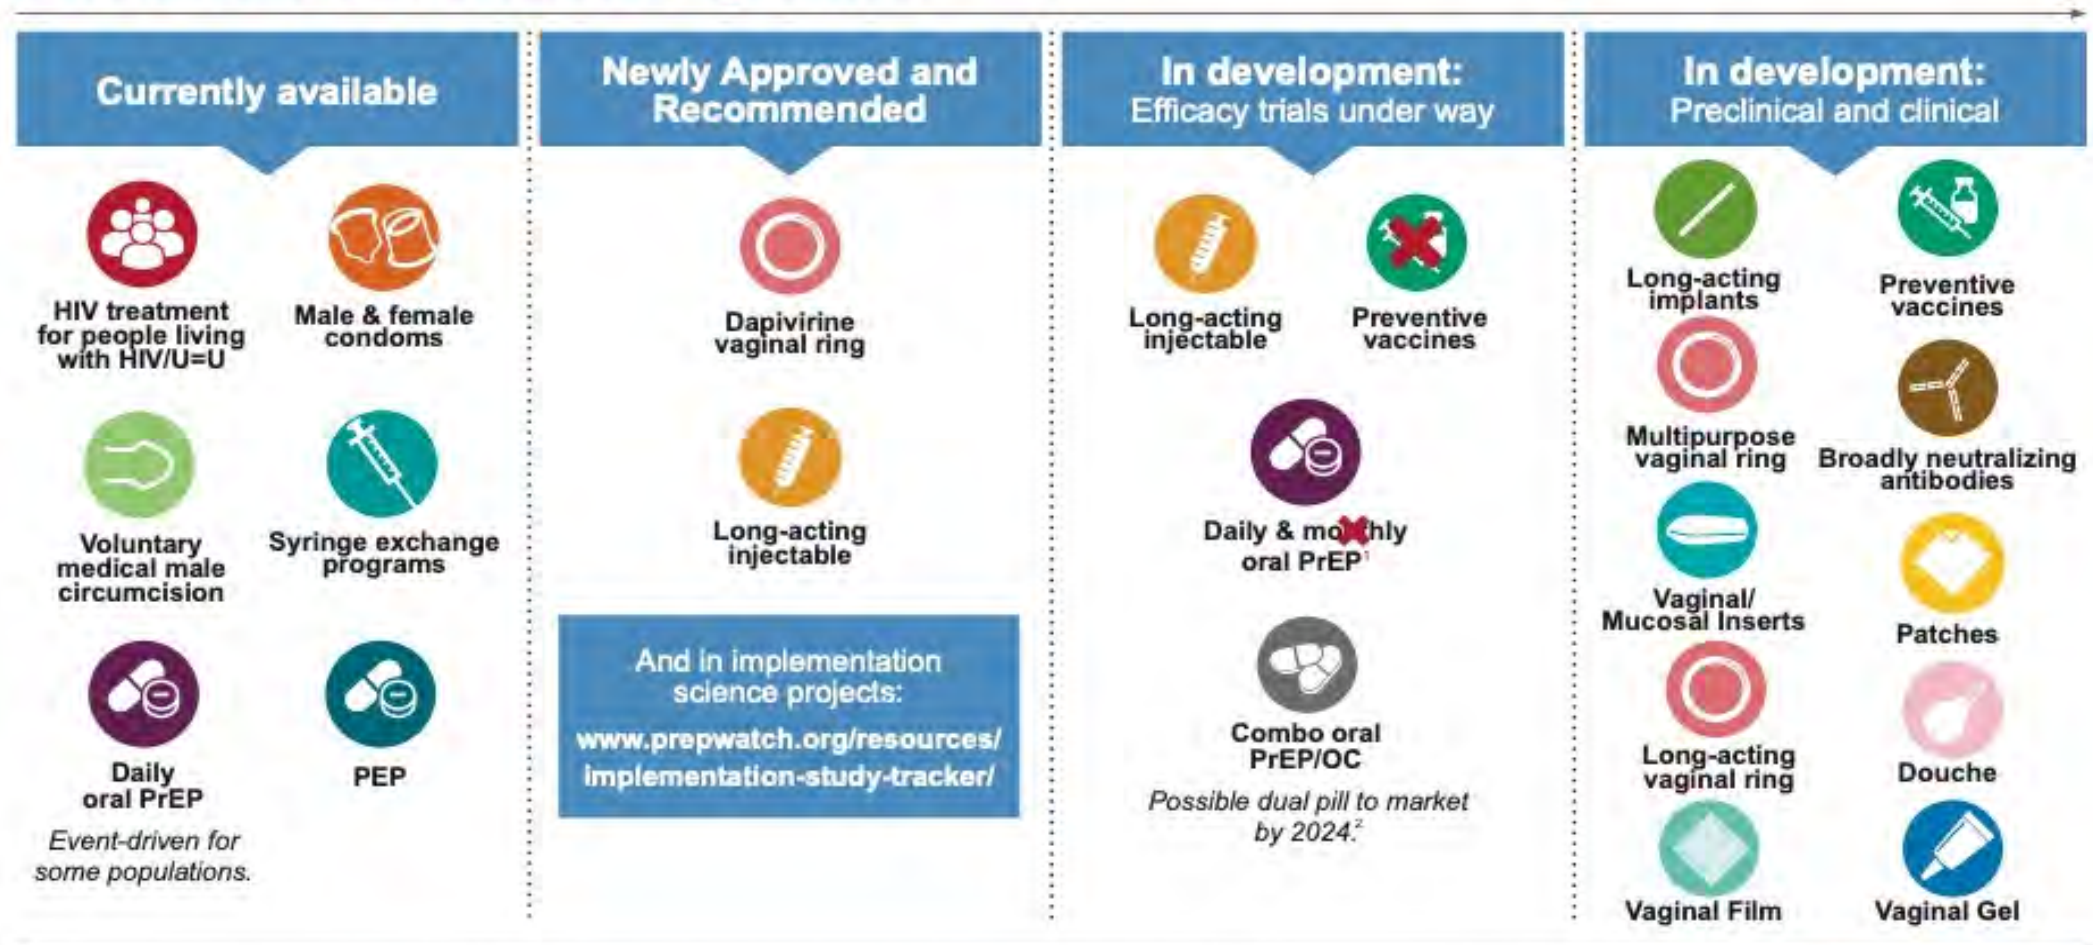 Currently available
HIV treatment
for people living
with HIV/U=U
Male & female
condoms
Voluntary
medical male
circumcision
Syringe exchange
programs
Daily
oral PrEP
Event-driven for
some populations.
PEP
Newly Approved and
Recommended
Dapivirine
vaginal ring
Long-acting
injectable
And in implementation
science projects:
www.prepwatch.org/resources/
implementation-study-tracker/
In development:
Efficacy trials under way
Long-acting
injectable
Preventive
vaccines
Daily & monthly
oral PrEP¹
Combo oral
PrEP/OC
Possible dual pill to market
by 2024.²
In development:
Preclinical and clinical
Long-acting
implants
Preventive
vaccines
Multipurpose
vaginal ring
Broadly neutralizing
antibodies
Vaginal/
Mucosal Inserts
Patches
Long-acting
vaginal ring
Douche
Vaginal Film
Vaginal Gel